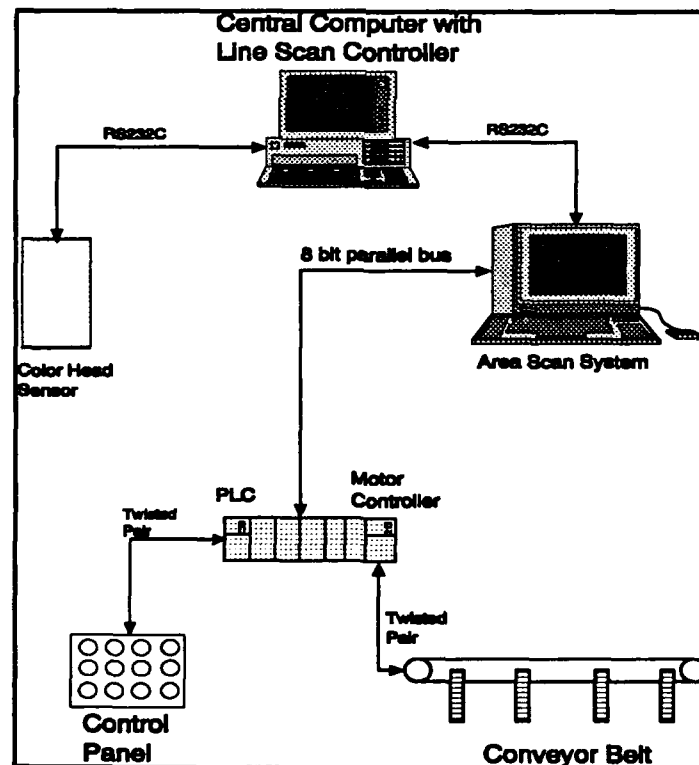 Central Computer with
Line Scan Controller
RS232C
RS232C
8 bit parallel bus
Color Head
Sensor
Area Scan System
PLC
Motor
Controller
Twisted
Pair
Twisted
Pair
Control
Panel
Conveyor Belt